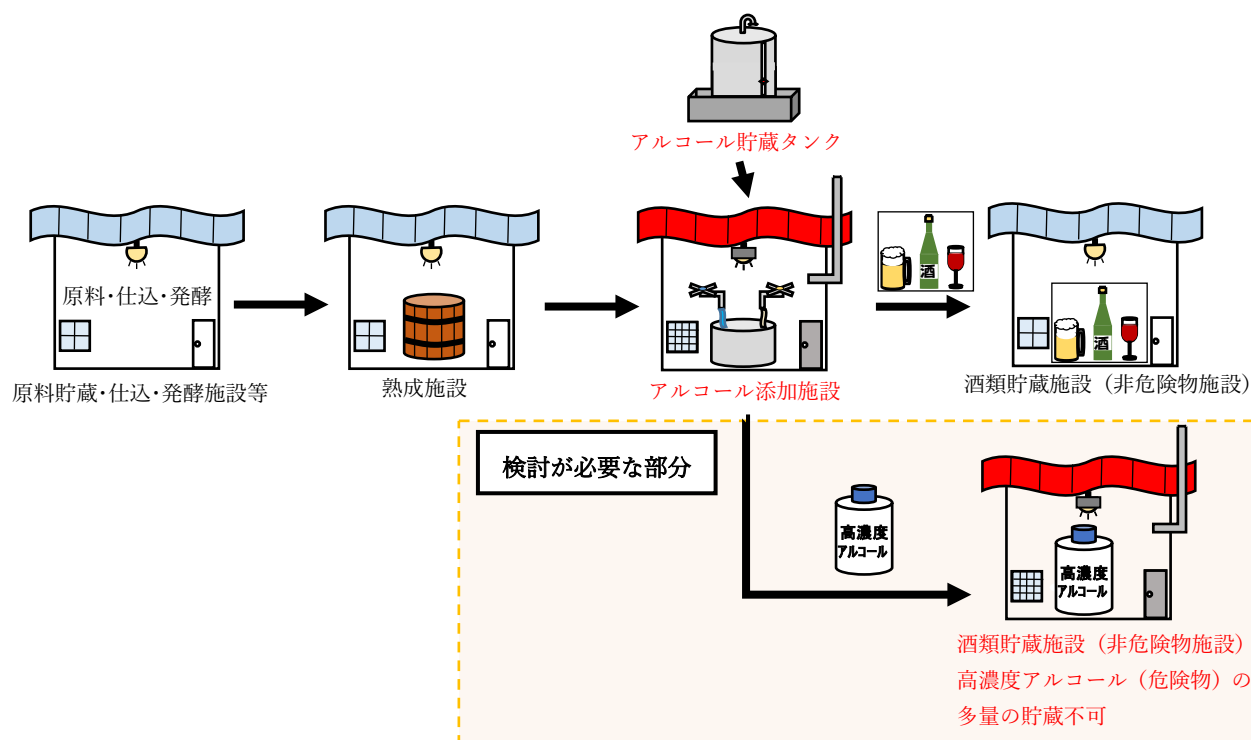 アルコール貯蔵タンク
原料・仕込・発酵
酒
酒
原料貯蔵・仕込・発酵施設等
熟成施設
アルコール添加施設
酒類貯蔵施設（非危険物施設）
検討が必要な部分
高濃度
アルコール
高濃度
アルコール
酒類貯蔵施設（非危険物施設）
高濃度アルコール（危険物）の
多量の貯蔵不可